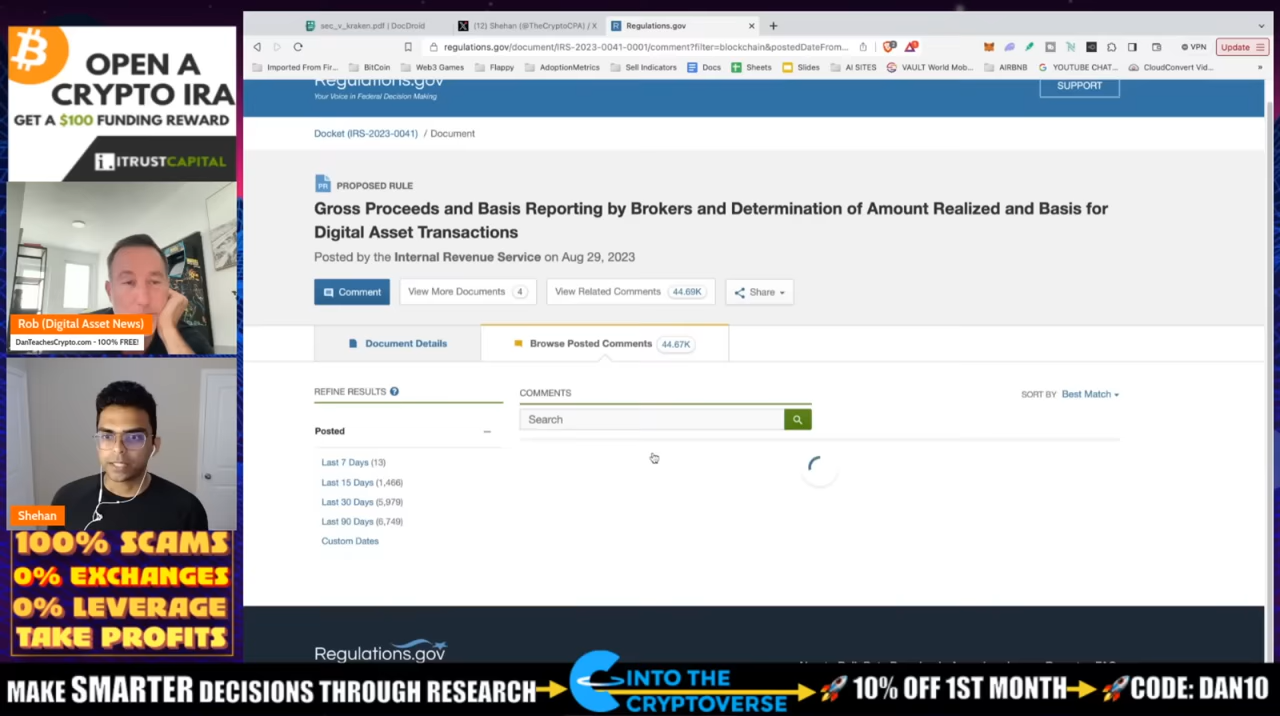 sec_v_kraken.pdf | DocDroid
(12) Shehan (@TheCryptoCPA) / X
Regulations.gov
regulations.gov/document/IRS-2023-0041-0001/comment?filter=blockchain&postedDateFrom...
VPN
Update
Imported From Fir...
BitCoin
Web3 Games
Flappy
AdoptionMetrics
Sell Indicators
Docs
Sheets
Slides
AI SITES
VAULT World Mob...
AIRBNB
YOUTUBE CHAT...
CloudConvert Vid...
OPEN A
CRYPTO IRA
GET A $100 FUNDING REWARD
ITRUSTCAPITAL
Regulations.gov
Your Voice in Federal Decision Making
SUPPORT
Docket (IRS-2023-0041) / Document
PR PROPOSED RULE
Gross Proceeds and Basis Reporting by Brokers and Determination of Amount Realized and Basis for
Digital Asset Transactions
Posted by the Internal Revenue Service on Aug 29, 2023
Comment
View More Documents 4
View Related Comments 44.69K
Share
Document Details
Browse Posted Comments 44.67K
REFINE RESULTS ?
COMMENTS
SORT BY Best Match
Search
Posted
Last 7 Days (13)
Last 15 Days (1,466)
Last 30 Days (5,979)
Last 90 Days (6,749)
Custom Dates
Regulations.gov
Rob (Digital Asset News)
DanTeachesCrypto.com - 100% FREE!
Shehan
100% SCAMS
0% EXCHANGES
0% LEVERAGE
TAKE PROFITS
MAKE SMARTER DECISIONS THROUGH RESEARCH
INTO THE
CRYPTOVERSE
10% OFF 1ST MONTH
CODE: DAN10